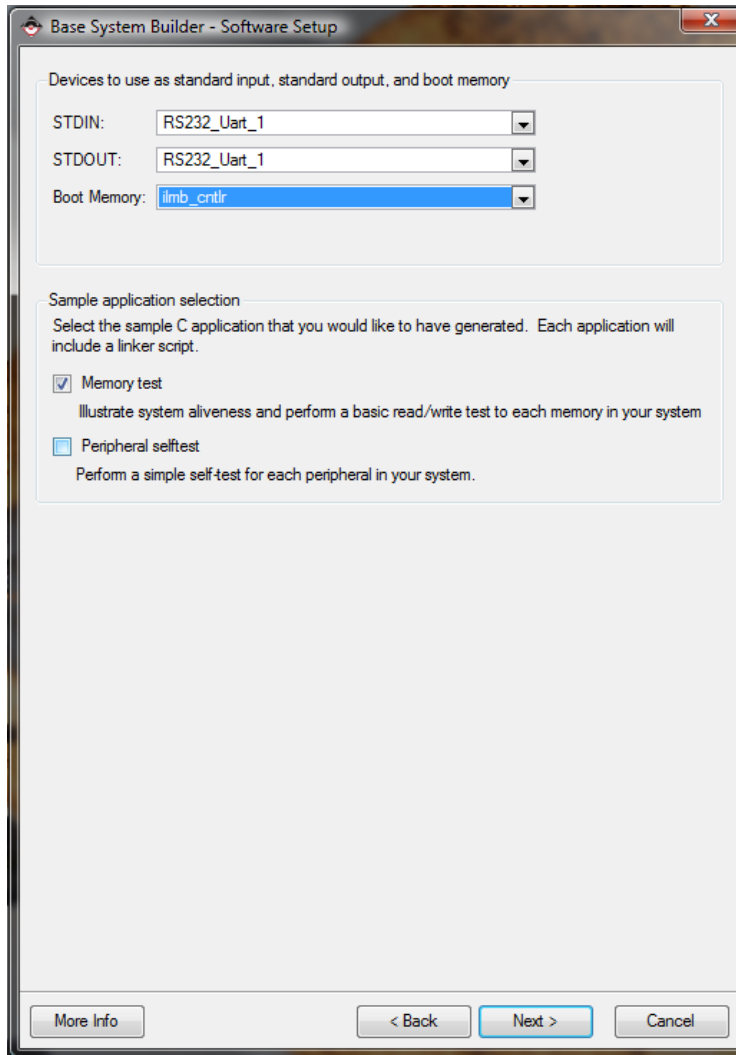 Base System Builder - Software Setup
Devices to use as standard input, standard output, and boot memory
STDIN: RS232_Uart_1
STDOUT: RS232_Uart_1
Boot Memory: ilmb_cntlr
Sample application selection
Select the sample C application that you would like to have generated. Each application will
include a linker script.
Memory test
Illustrate system aliveness and perform a basic read/write test to each memory in your system
Peripheral selftest
Perform a simple self-test for each peripheral in your system.
More Info < Back Next > Cancel